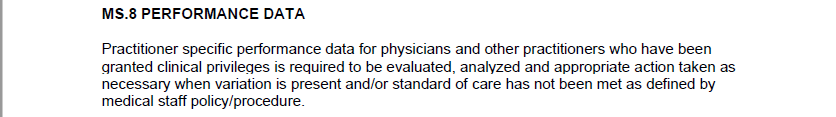 MS.8 PERFORMANCE DATA
Practitioner specific performance data for physicians and other practitioners who have been
granted clinical privileges is required to be evaluated, analyzed and appropriate action taken as
necessary when variation is present and/or standard of care has not been met as defined by
medical staff policy/procedure.